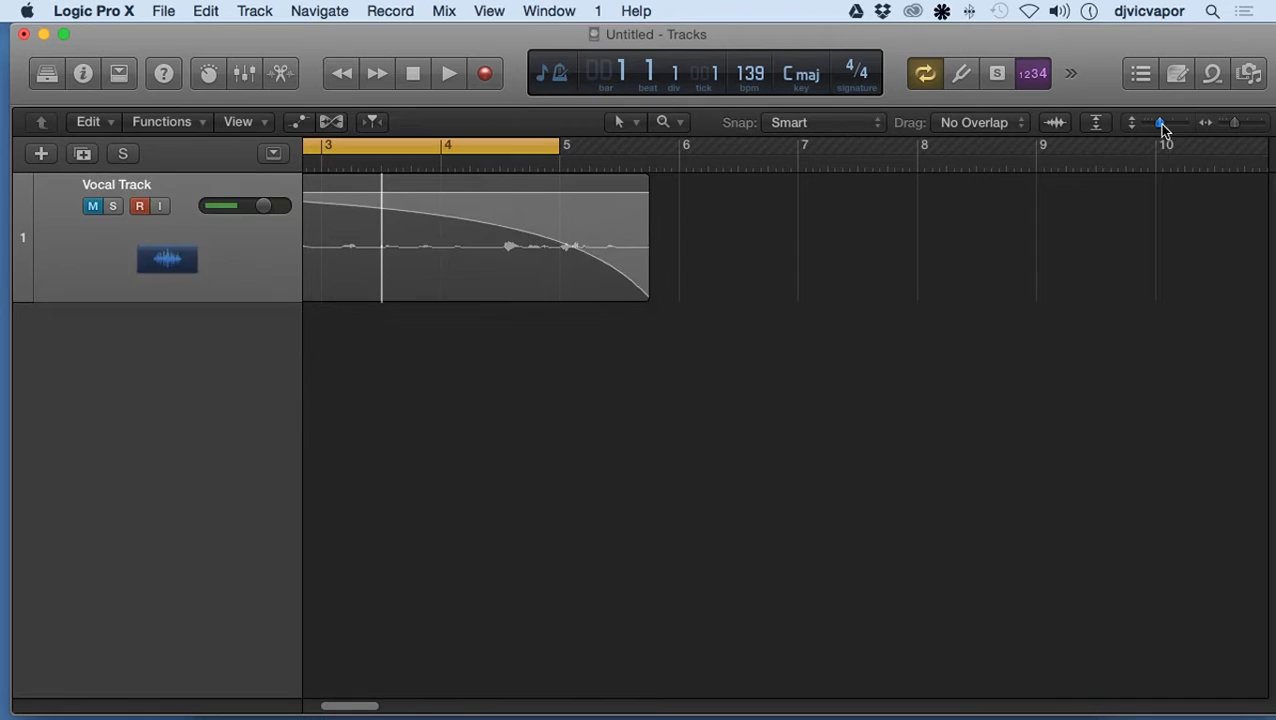 Logic Pro X File Edit Track Navigate Record Mix View Window 1 Help djvicvapor
Untitled - Tracks
001 1 1 001 139 C maj 4/4
bar beat div tick bpm key signature
S 1234
Edit Functions View Snap: Smart Drag: No Overlap
S
3 4 5 6 7 8 9 10
Vocal Track
M S R I
1